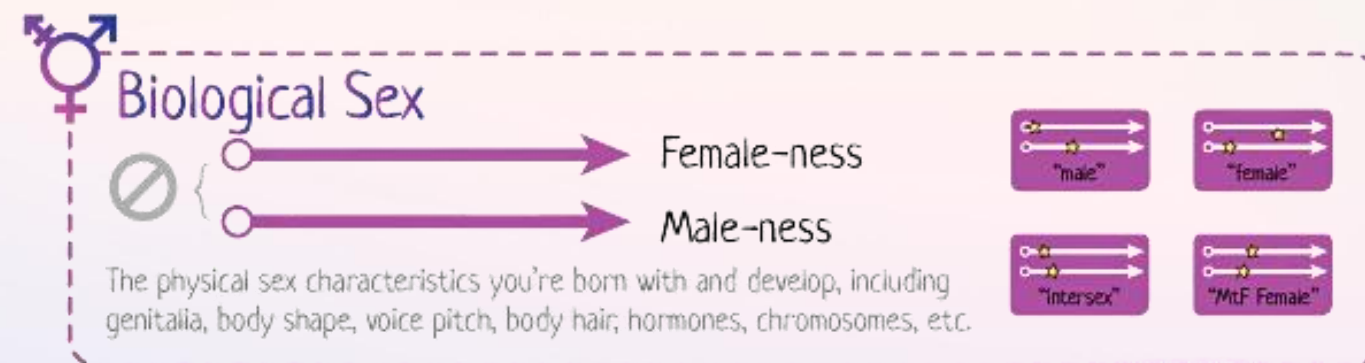 Biological Sex
Female-ness
Male-ness
The physical sex characteristics you're born with and develop, including
genitalia, body shape, voice pitch, body hair, hormones, chromosomes, etc.
"male"
"female"
"intersex"
"MtF Female"